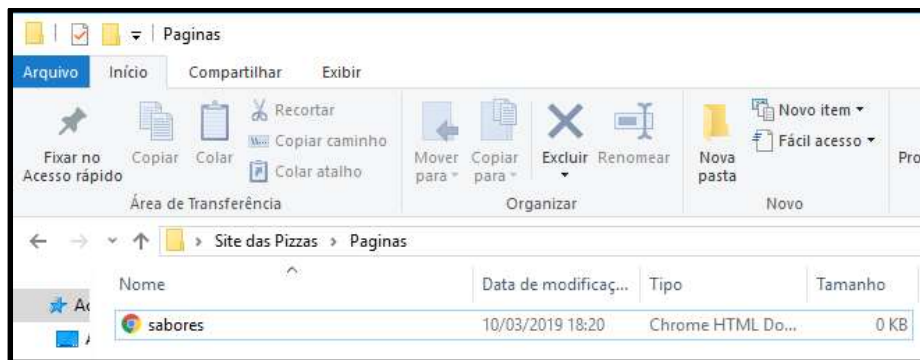 Paginas
Arquivo Início Compartilhar Exibir
Fixar no
Acesso rápido
Copiar
Colar
Recortar
Copiar caminho
Colar atalho
Área de Transferência
Mover
para
Copiar
para
Excluir
Renomear
Organizar
Nova
pasta
Novo item
Fácil acesso
Novo
Site das Pizzas > Paginas
Nome Data de modificaç... Tipo Tamanho
sabores 10/03/2019 18:20 Chrome HTML Do... 0 KB